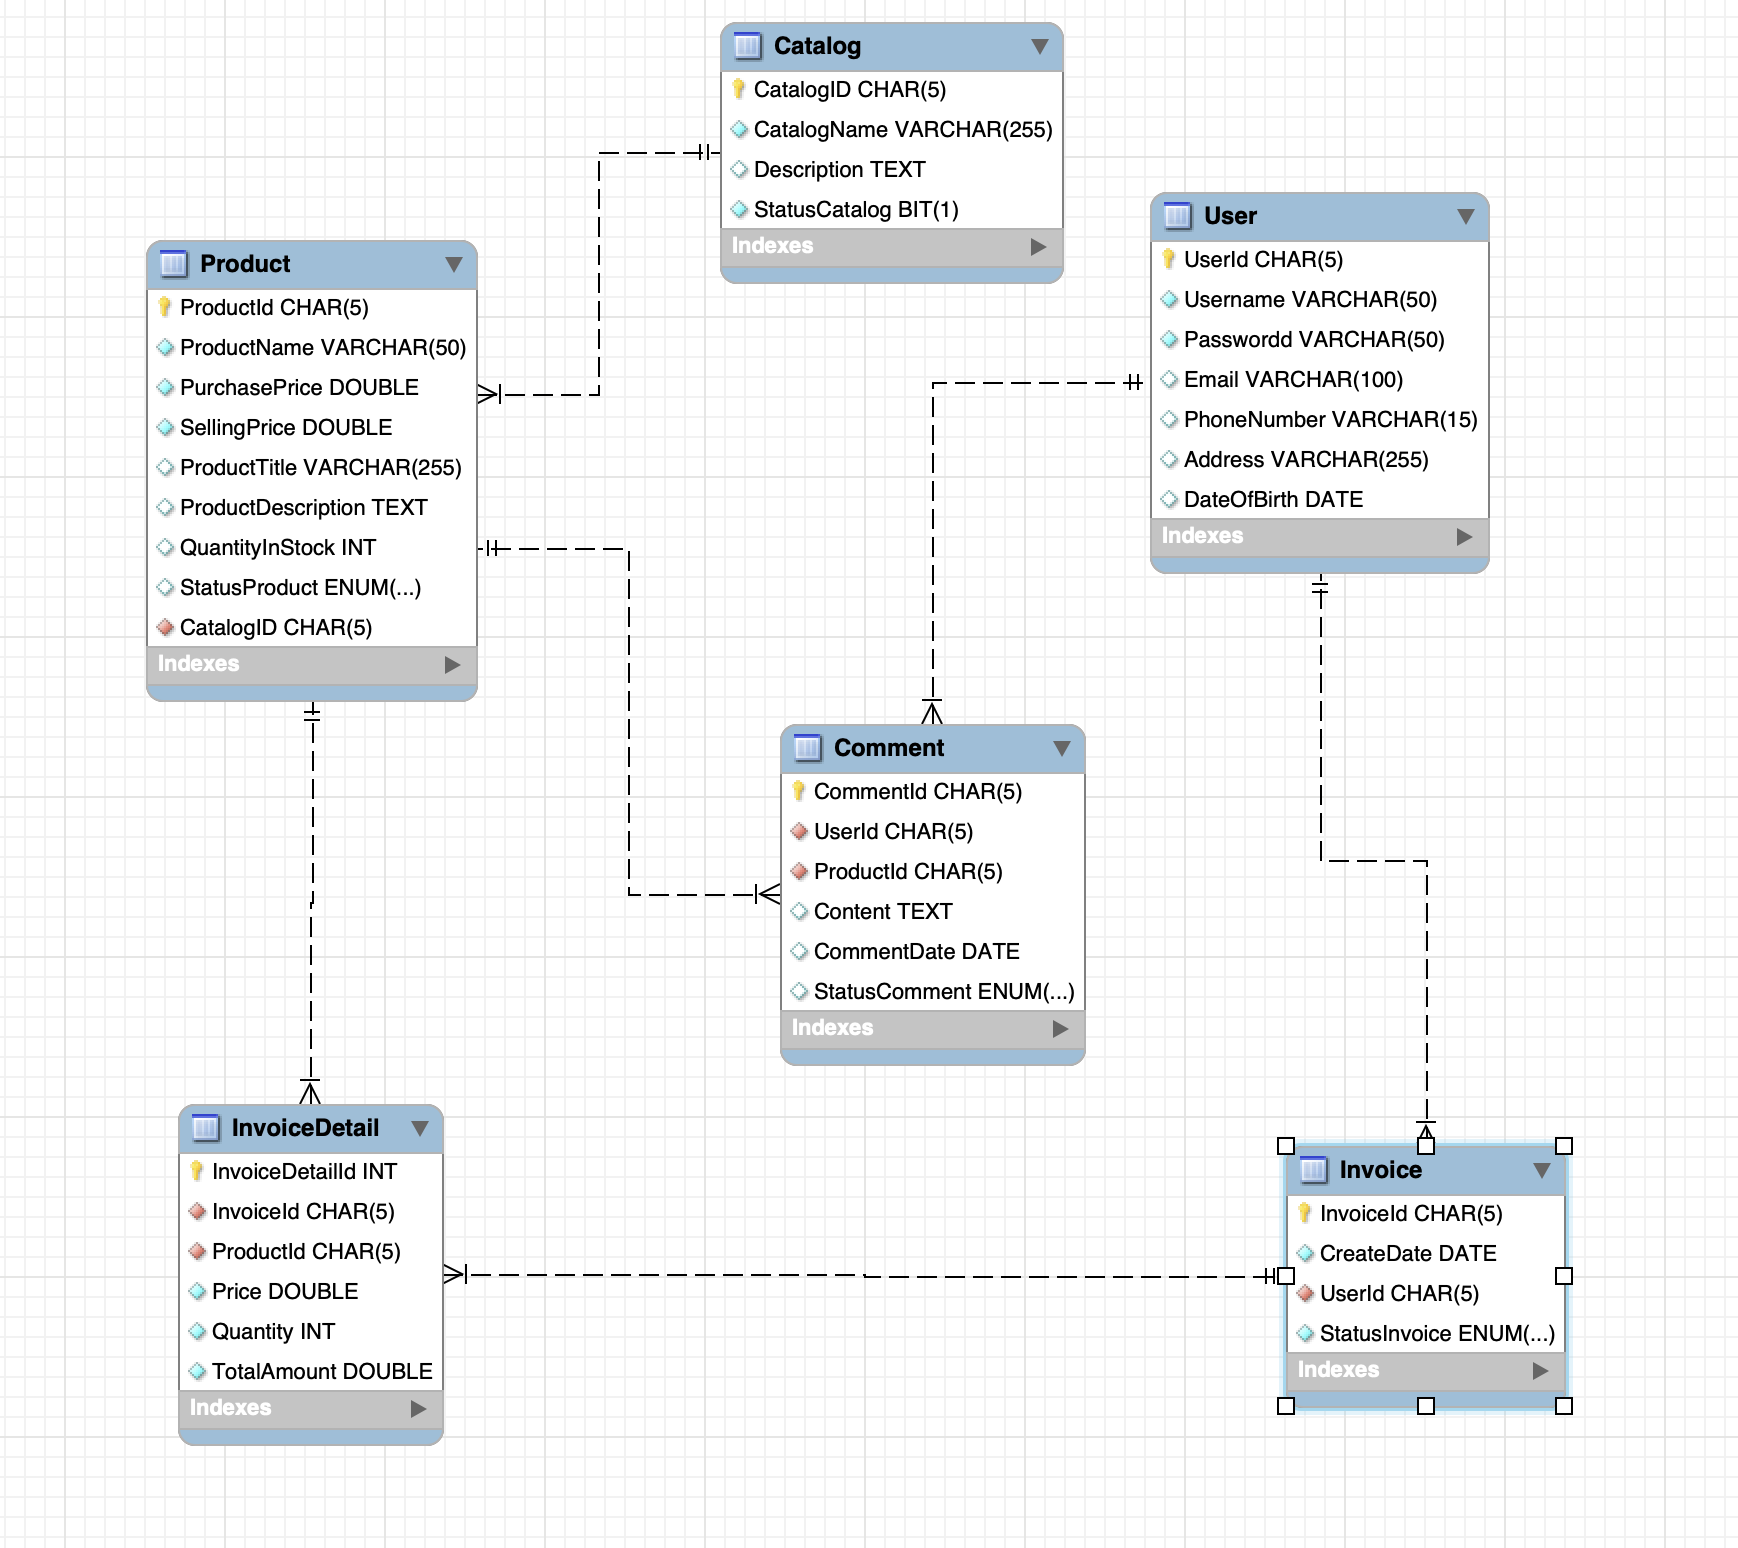 Catalog
CatalogID CHAR(5)
CatalogName VARCHAR(255)
Description TEXT
StatusCatalog BIT(1)
Indexes
User
UserId CHAR(5)
Username VARCHAR(50)
Passwordd VARCHAR(50)
Email VARCHAR(100)
PhoneNumber VARCHAR(15)
Address VARCHAR(255)
DateOfBirth DATE
Indexes
Product
ProductId CHAR(5)
ProductName VARCHAR(50)
PurchasePrice DOUBLE
SellingPrice DOUBLE
ProductTitle VARCHAR(255)
ProductDescription TEXT
QuantityInStock INT
StatusProduct ENUM(...)
CatalogID CHAR(5)
Indexes
Comment
CommentId CHAR(5)
UserId CHAR(5)
ProductId CHAR(5)
Content TEXT
CommentDate DATE
StatusComment ENUM(...)
Indexes
InvoiceDetail
InvoiceDetailId INT
InvoiceId CHAR(5)
ProductId CHAR(5)
Price DOUBLE
Quantity INT
TotalAmount DOUBLE
Indexes
Invoice
InvoiceId CHAR(5)
CreateDate DATE
UserId CHAR(5)
StatusInvoice ENUM(...)
Indexes